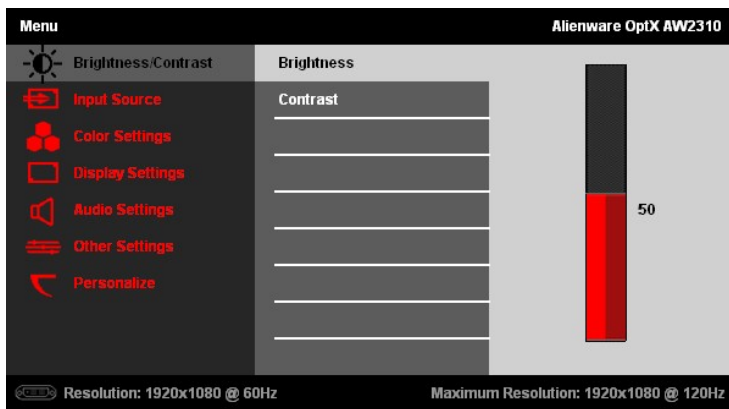 Menu
Alienware OptX AW2310
Brightness/Contrast
Input Source
Color Settings
Display Settings
Audio Settings
Other Settings
Personalize
Brightness
Contrast
50
Resolution: 1920x1080 @ 60Hz
Maximum Resolution: 1920x1080 @ 120Hz